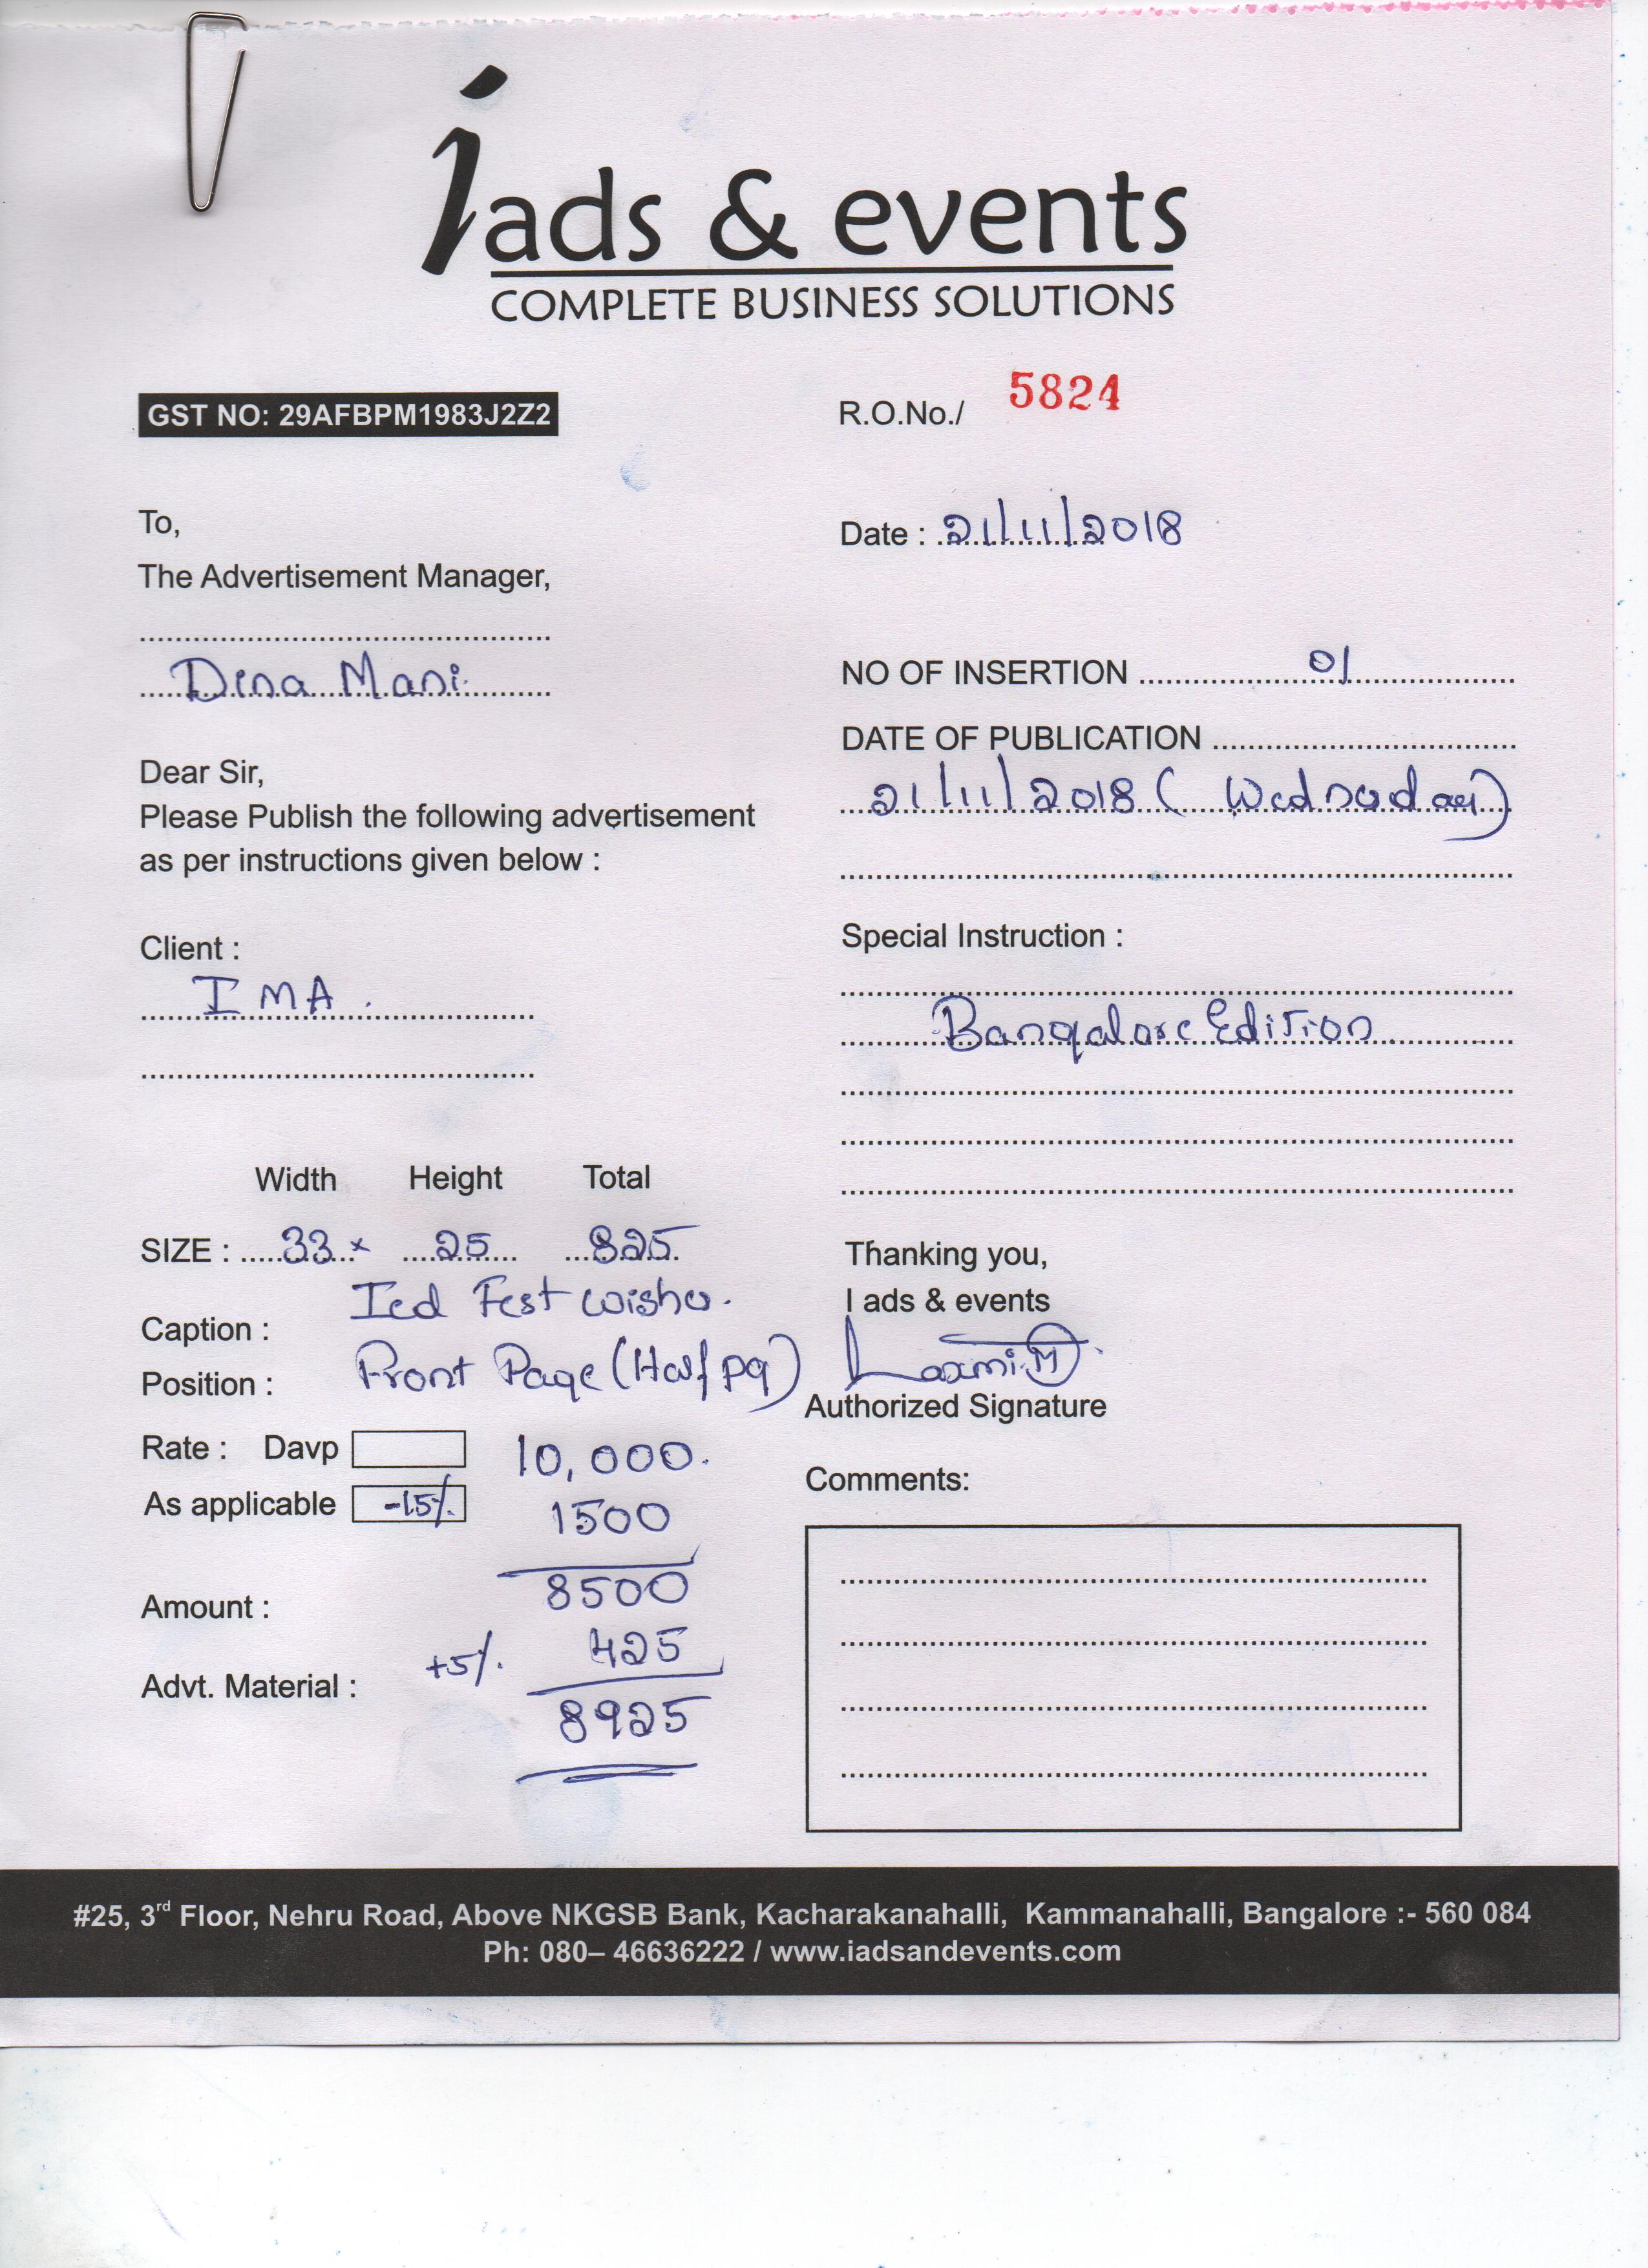 i ads & events
COMPLETE BUSINESS SOLUTIONS
GST NO: 29AFBPM1983J2Z2
R.O.No./ 5824
To,
Date : 21/11/2018
The Advertisement Manager,
Dina Mani
NO OF INSERTION 01
DATE OF PUBLICATION
21/11/2018 ( Wednesday)
Dear Sir,
Please Publish the following advertisement
as per instructions given below :
Special Instruction :
Bangalore Edition
Client :
IMA.
Width Height Total
SIZE : 33 x 25 825
Caption : Ied Fest wishes.
Position : Front Page (Half pg)
Thanking you,
I ads & events
Laxmi.M
Authorized Signature
Rate : Davp 10,000.
As applicable -15% 1500
Amount : 8500
+5% 425
Advt. Material :
8925
Comments:
#25, 3rd Floor, Nehru Road, Above NKGSB Bank, Kacharakanahalli, Kammanahalli, Bangalore :- 560 084
Ph: 080– 46636222 / www.iadsandevents.com